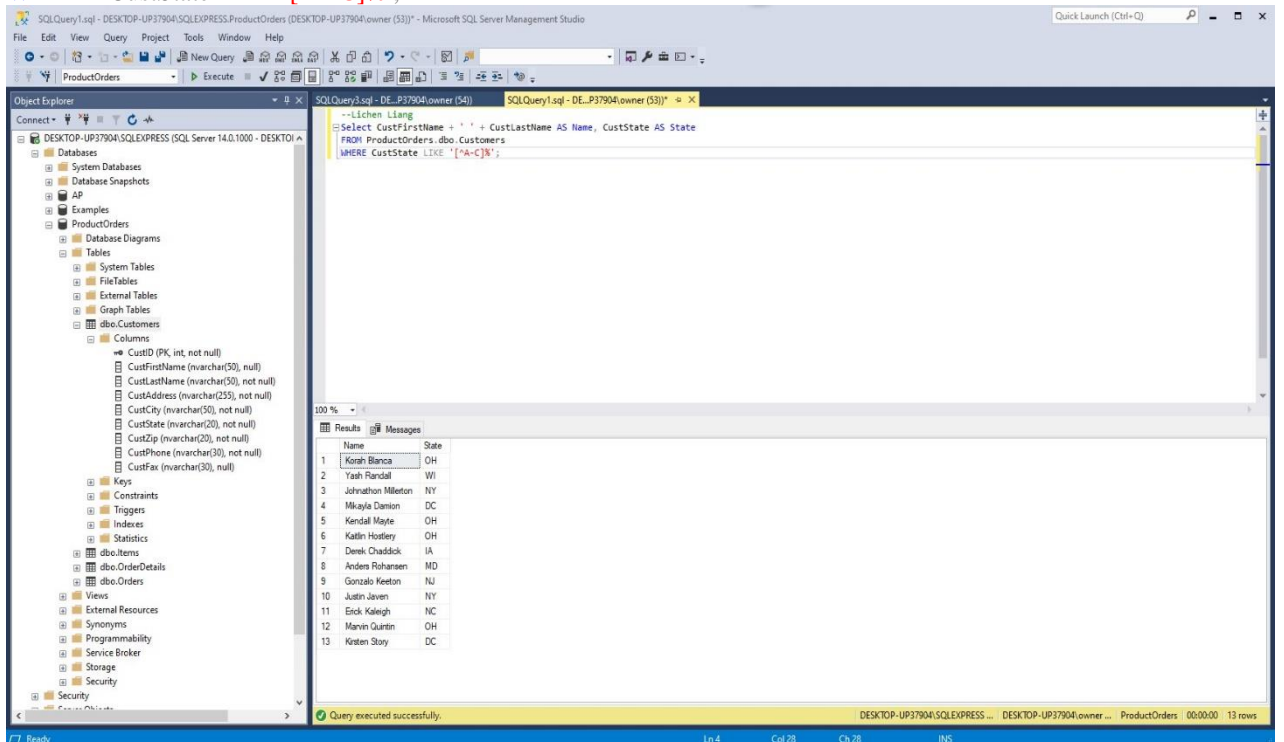 SQLQuery1.sql - DESKTOP-UP37904\SQLEXPRESS.ProductOrders (DESKTOP-UP37904\owner (53))* - Microsoft SQL Server Management Studio
Quick Launch (Ctrl+Q)
File Edit View Query Project Tools Window Help
New Query
ProductOrders
Execute
Object Explorer
SQLQuery3.sql - DE...P37904\owner (54))
SQLQuery1.sql - DE...P37904\owner (53))*
Connect
--Lichen Liang
Select CustFirstName + ' ' + CustLastName AS Name, CustState AS State
FROM ProductOrders.dbo.Customers
WHERE CustState LIKE '[^A-C]%';
DESKTOP-UP37904\SQLEXPRESS (SQL Server 14.0.1000 - DESKTO
Databases
System Databases
Database Snapshots
AP
Examples
ProductOrders
Database Diagrams
Tables
System Tables
FileTables
External Tables
Graph Tables
dbo.Customers
Columns
CustID (PK, int, not null)
CustFirstName (nvarchar(50), null)
CustLastName (nvarchar(50), not null)
CustAddress (nvarchar(255), not null)
CustCity (nvarchar(50), not null)
CustState (nvarchar(20), not null)
CustZip (nvarchar(20), not null)
CustPhone (nvarchar(30), not null)
CustFax (nvarchar(30), null)
Keys
Constraints
Triggers
Indexes
Statistics
dbo.Items
dbo.OrderDetails
dbo.Orders
Views
External Resources
Synonyms
Programmability
Service Broker
Storage
Security
Security
100 %
Results Messages
Name State
1 Korah Blanca OH
2 Yash Randall WI
3 Johnathon Millerton NY
4 Mikayla Damion DC
5 Kendall Mayte OH
6 Kaitlin Hostlery OH
7 Derek Chaddick IA
8 Anders Rohansen MD
9 Gonzalo Keeton NJ
10 Justin Javen NY
11 Erick Kaleigh NC
12 Marvin Quintin OH
13 Kirsten Story DC
Query executed successfully.
DESKTOP-UP37904\SQLEXPRESS ... DESKTOP-UP37904\owner ... ProductOrders 00:00:00 13 rows
Ready
Ln 4 Col 28 Ch 28 INS